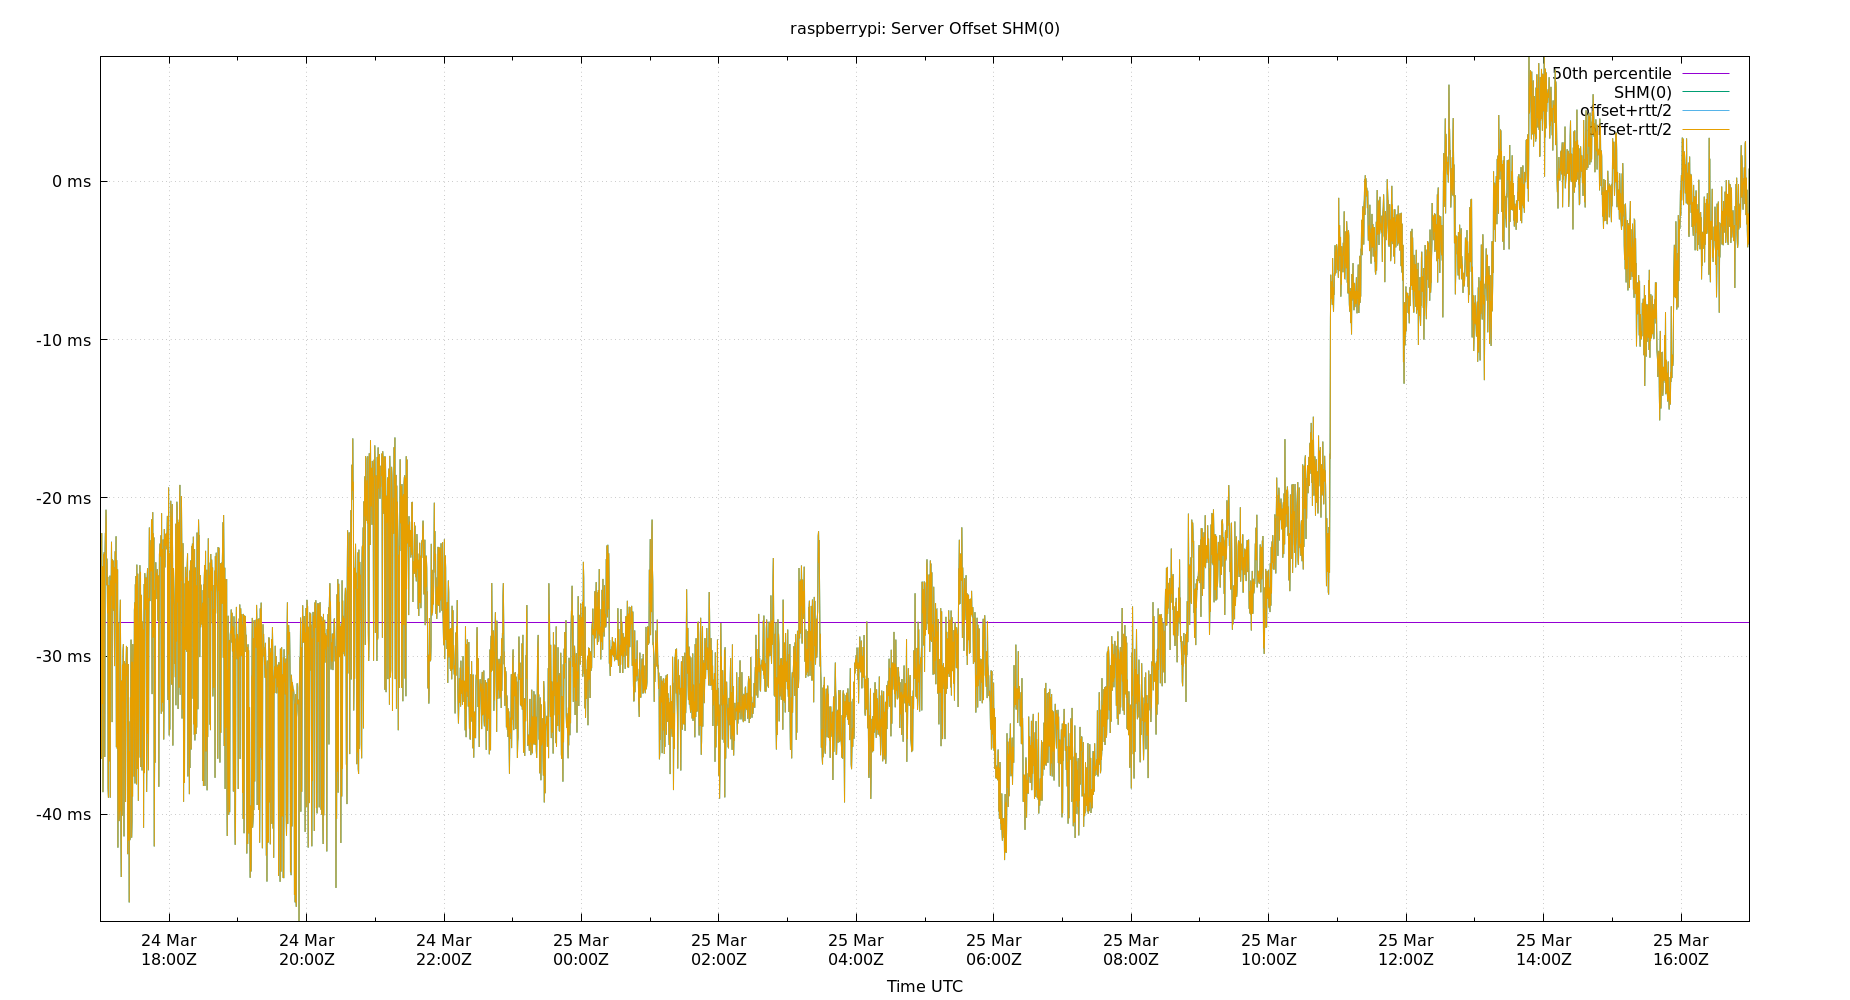 raspberrypi: Server Offset SHM(0)
50th percentile
SHM(0)
offset+rtt/2
offset-rtt/2
0 ms
-10 ms
-20 ms
-30 ms
-40 ms
24 Mar 24 Mar 24 Mar 25 Mar 25 Mar 25 Mar 25 Mar 25 Mar 25 Mar 25 Mar 25 Mar 25 Mar
18:00Z 20:00Z 22:00Z 00:00Z 02:00Z 04:00Z 06:00Z 08:00Z 10:00Z 12:00Z 14:00Z 16:00Z
Time UTC